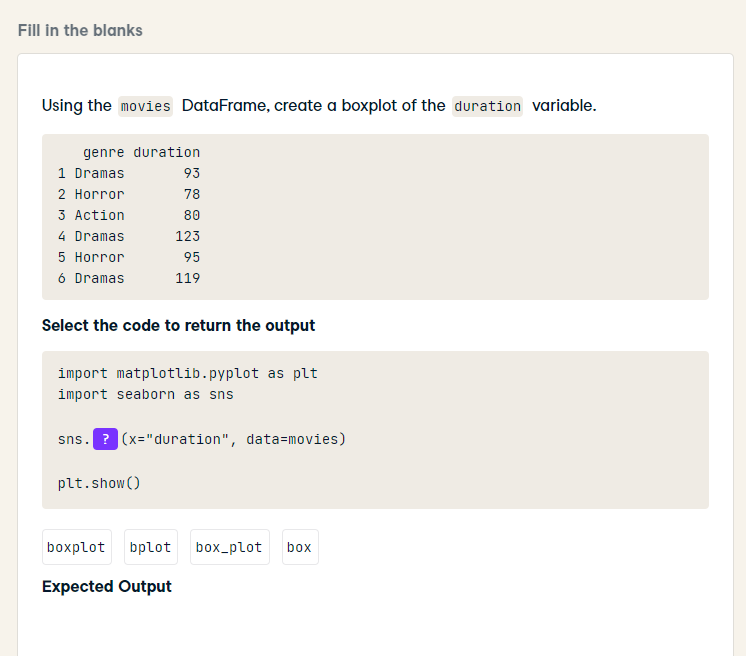 Fill in the blanks
Using the movies DataFrame, create a boxplot of the duration variable.
genre duration
1 Dramas 93
2 Horror 78
3 Action 80
4 Dramas 123
5 Horror 95
6 Dramas 119
Select the code to return the output
import matplotlib.pyplot as plt
import seaborn as sns
sns. ? (x="duration", data=movies)
plt.show()
boxplot bplot box_plot box
Expected Output